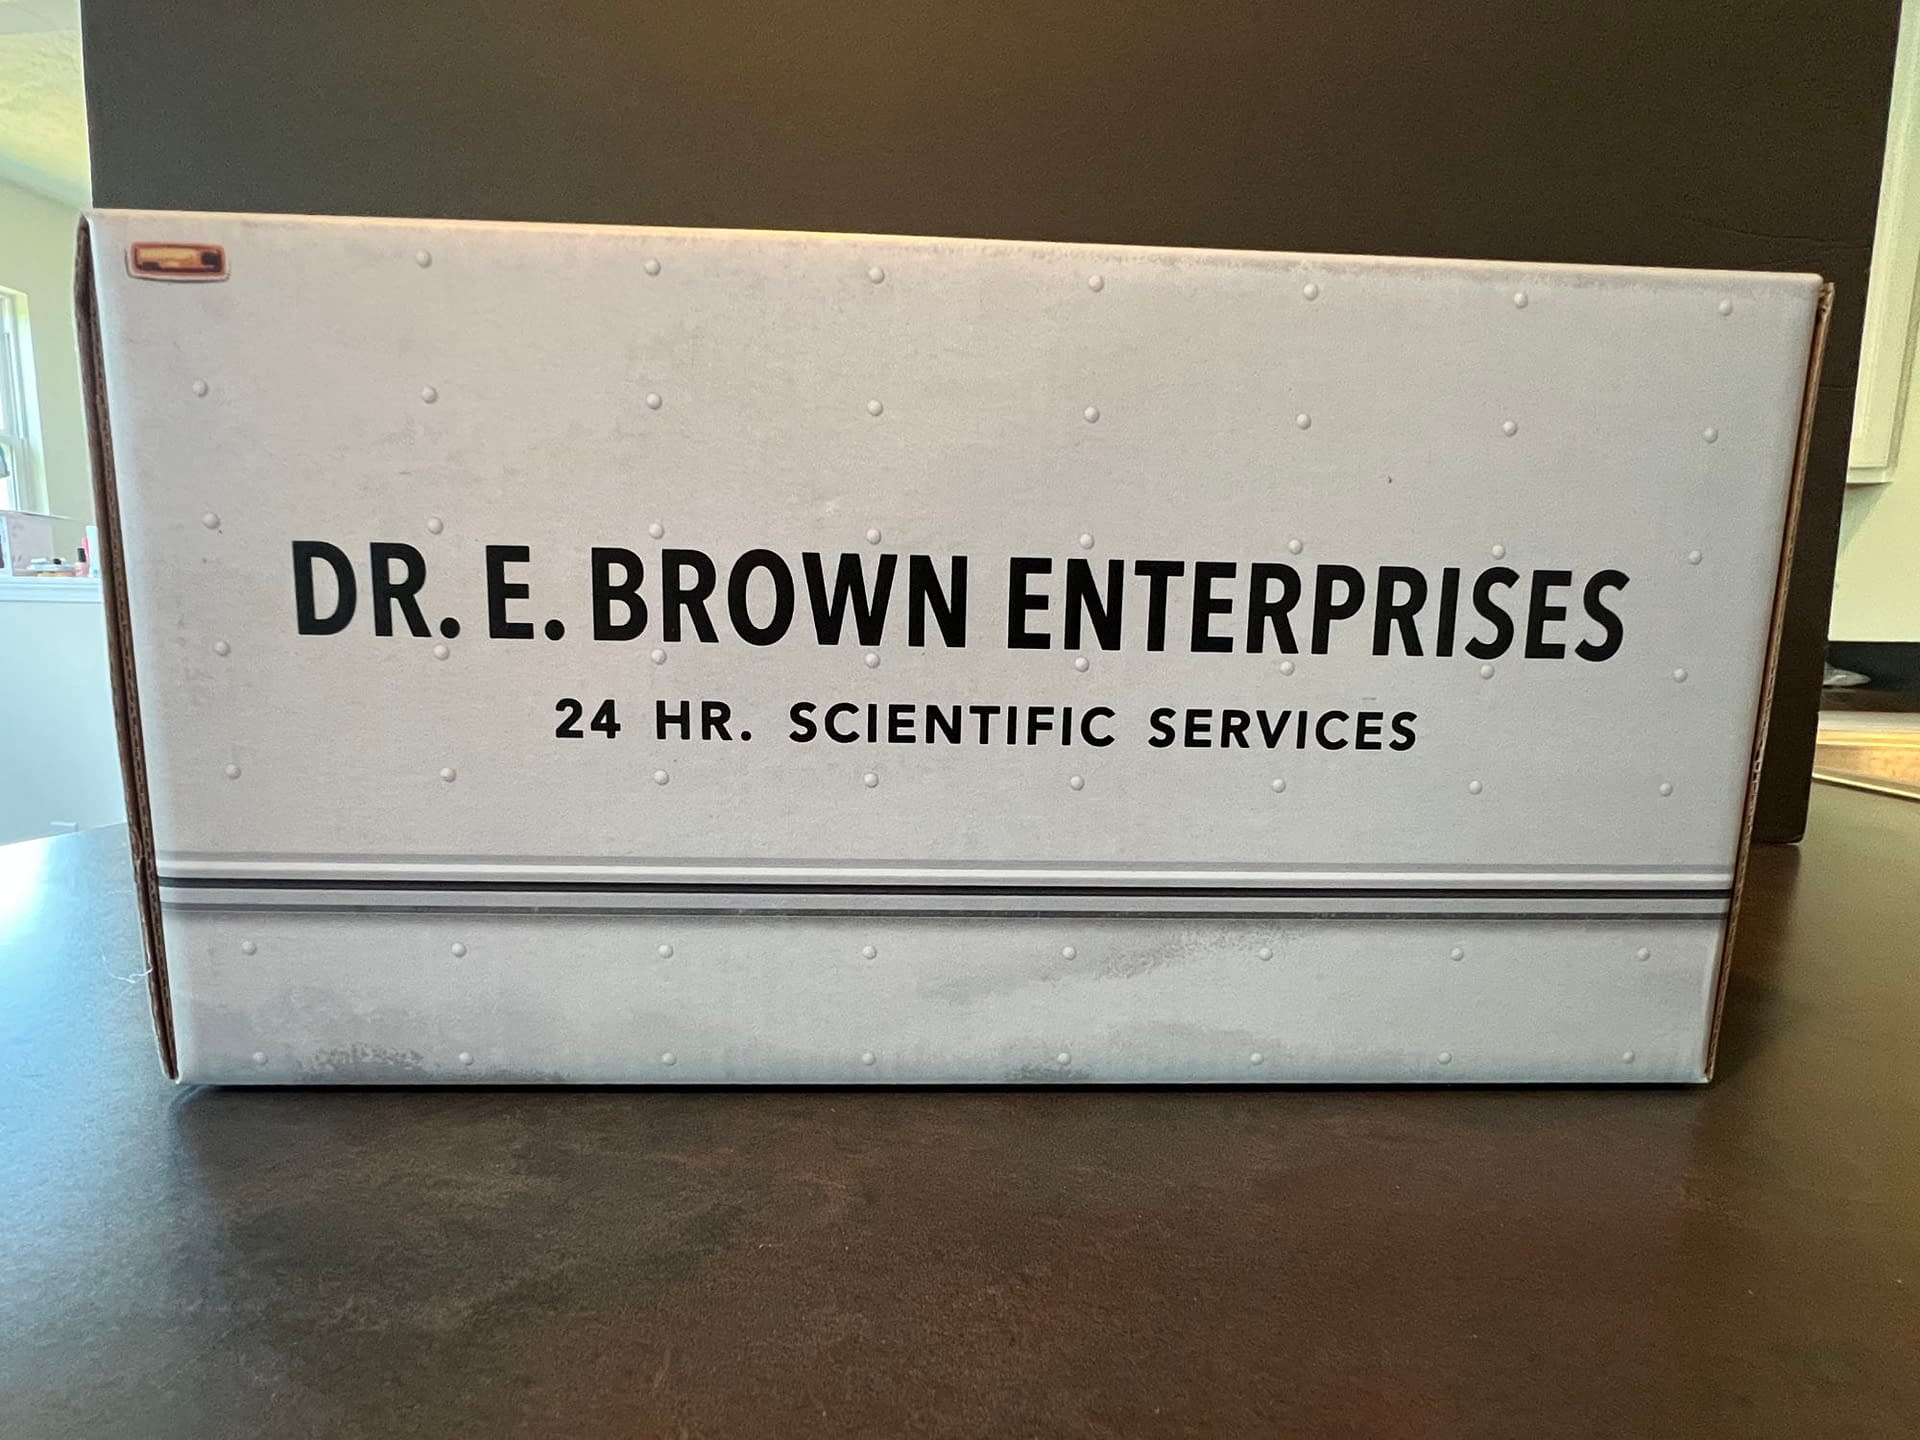 DR. E. BROWN ENTERPRISES
24 HR. SCIENTIFIC SERVICES